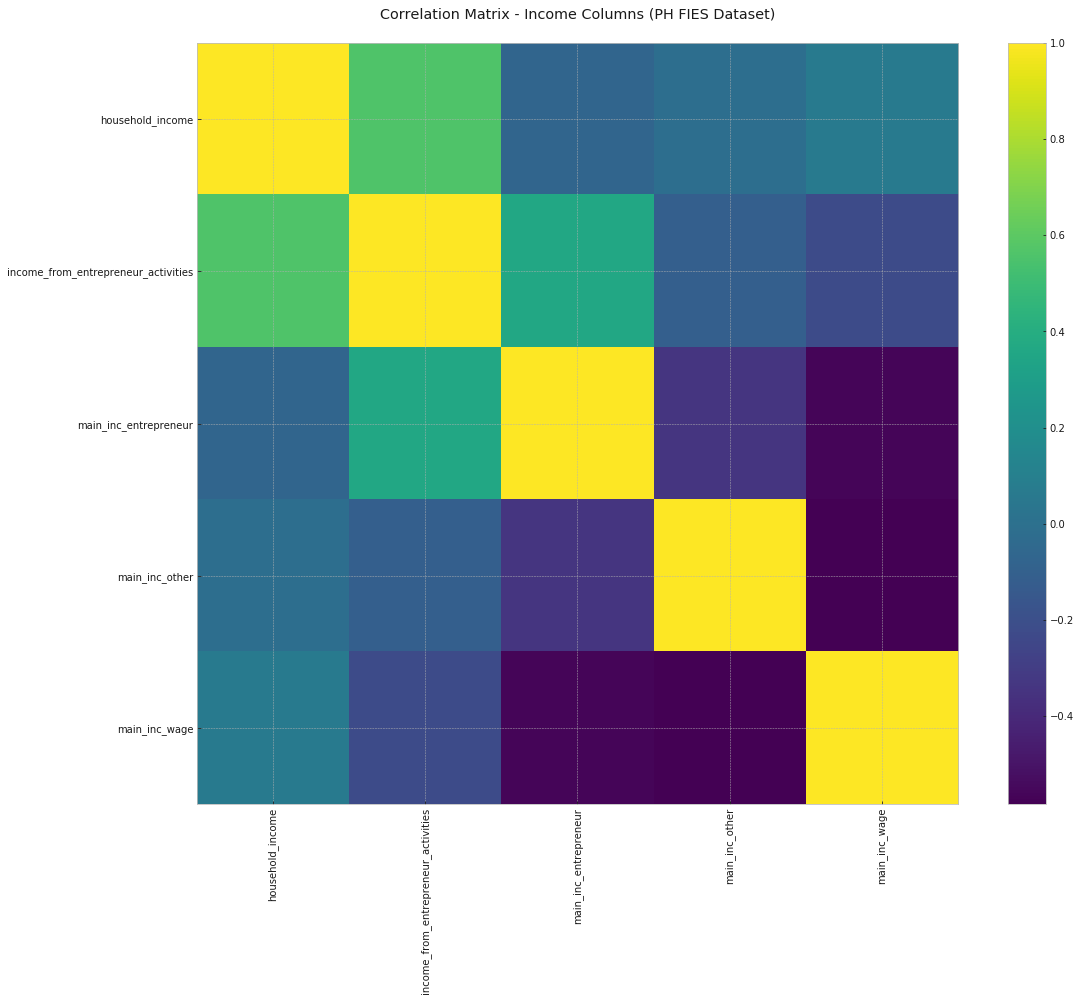 Correlation Matrix - Income Columns (PH FIES Dataset)
household_income
income_from_entrepreneur_activities
main_inc_entrepreneur
main_inc_other
main_inc_wage
household_income
income_from_entrepreneur_activities
main_inc_entrepreneur
main_inc_other
main_inc_wage
1.0
0.8
0.6
0.4
0.2
0.0
−0.2
−0.4